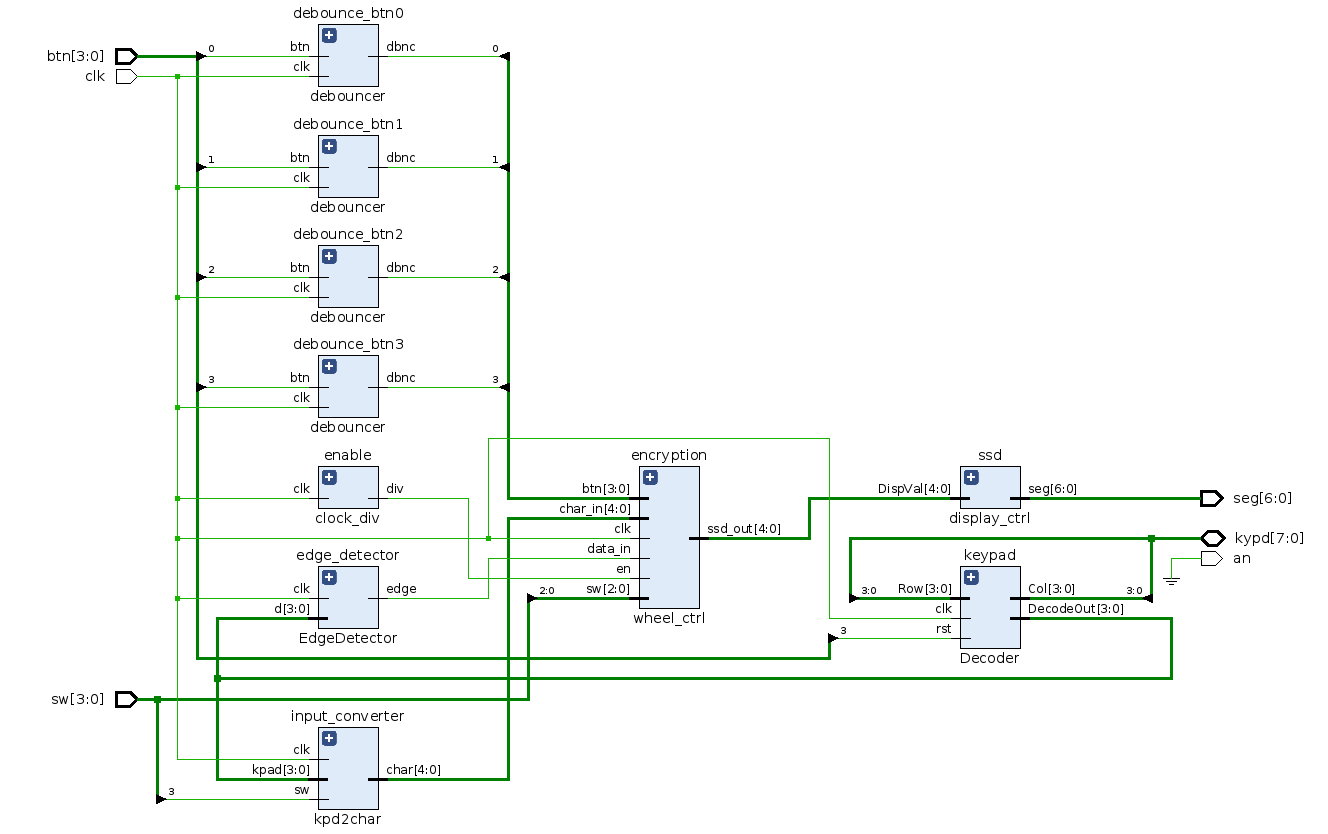 debounce_btn0
btn[3:0]
0
btn
dbnc
0
clk
clk
debouncer
debounce_btn1
1
btn
dbnc
1
clk
debouncer
debounce_btn2
2
btn
dbnc
2
clk
debouncer
debounce_btn3
3
btn
dbnc
3
clk
debouncer
enable
clk
div
clock_div
encryption
btn[3:0]
char_in[4:0]
clk
data_in
en
sw[2:0]
2:0
ssd_out[4:0]
wheel_ctrl
ssd
DispVal[4:0]
seg[6:0]
seg[6:0]
display_ctrl
kypd[7:0]
an
keypad
3:0
Row[3:0]
Col[3:0]
3:0
clk
DecodeOut[3:0]
3
rst
Decoder
edge_detector
clk
edge
d[3:0]
EdgeDetector
sw[3:0]
input_converter
clk
kpad[3:0]
char[4:0]
3
sw
kpd2char